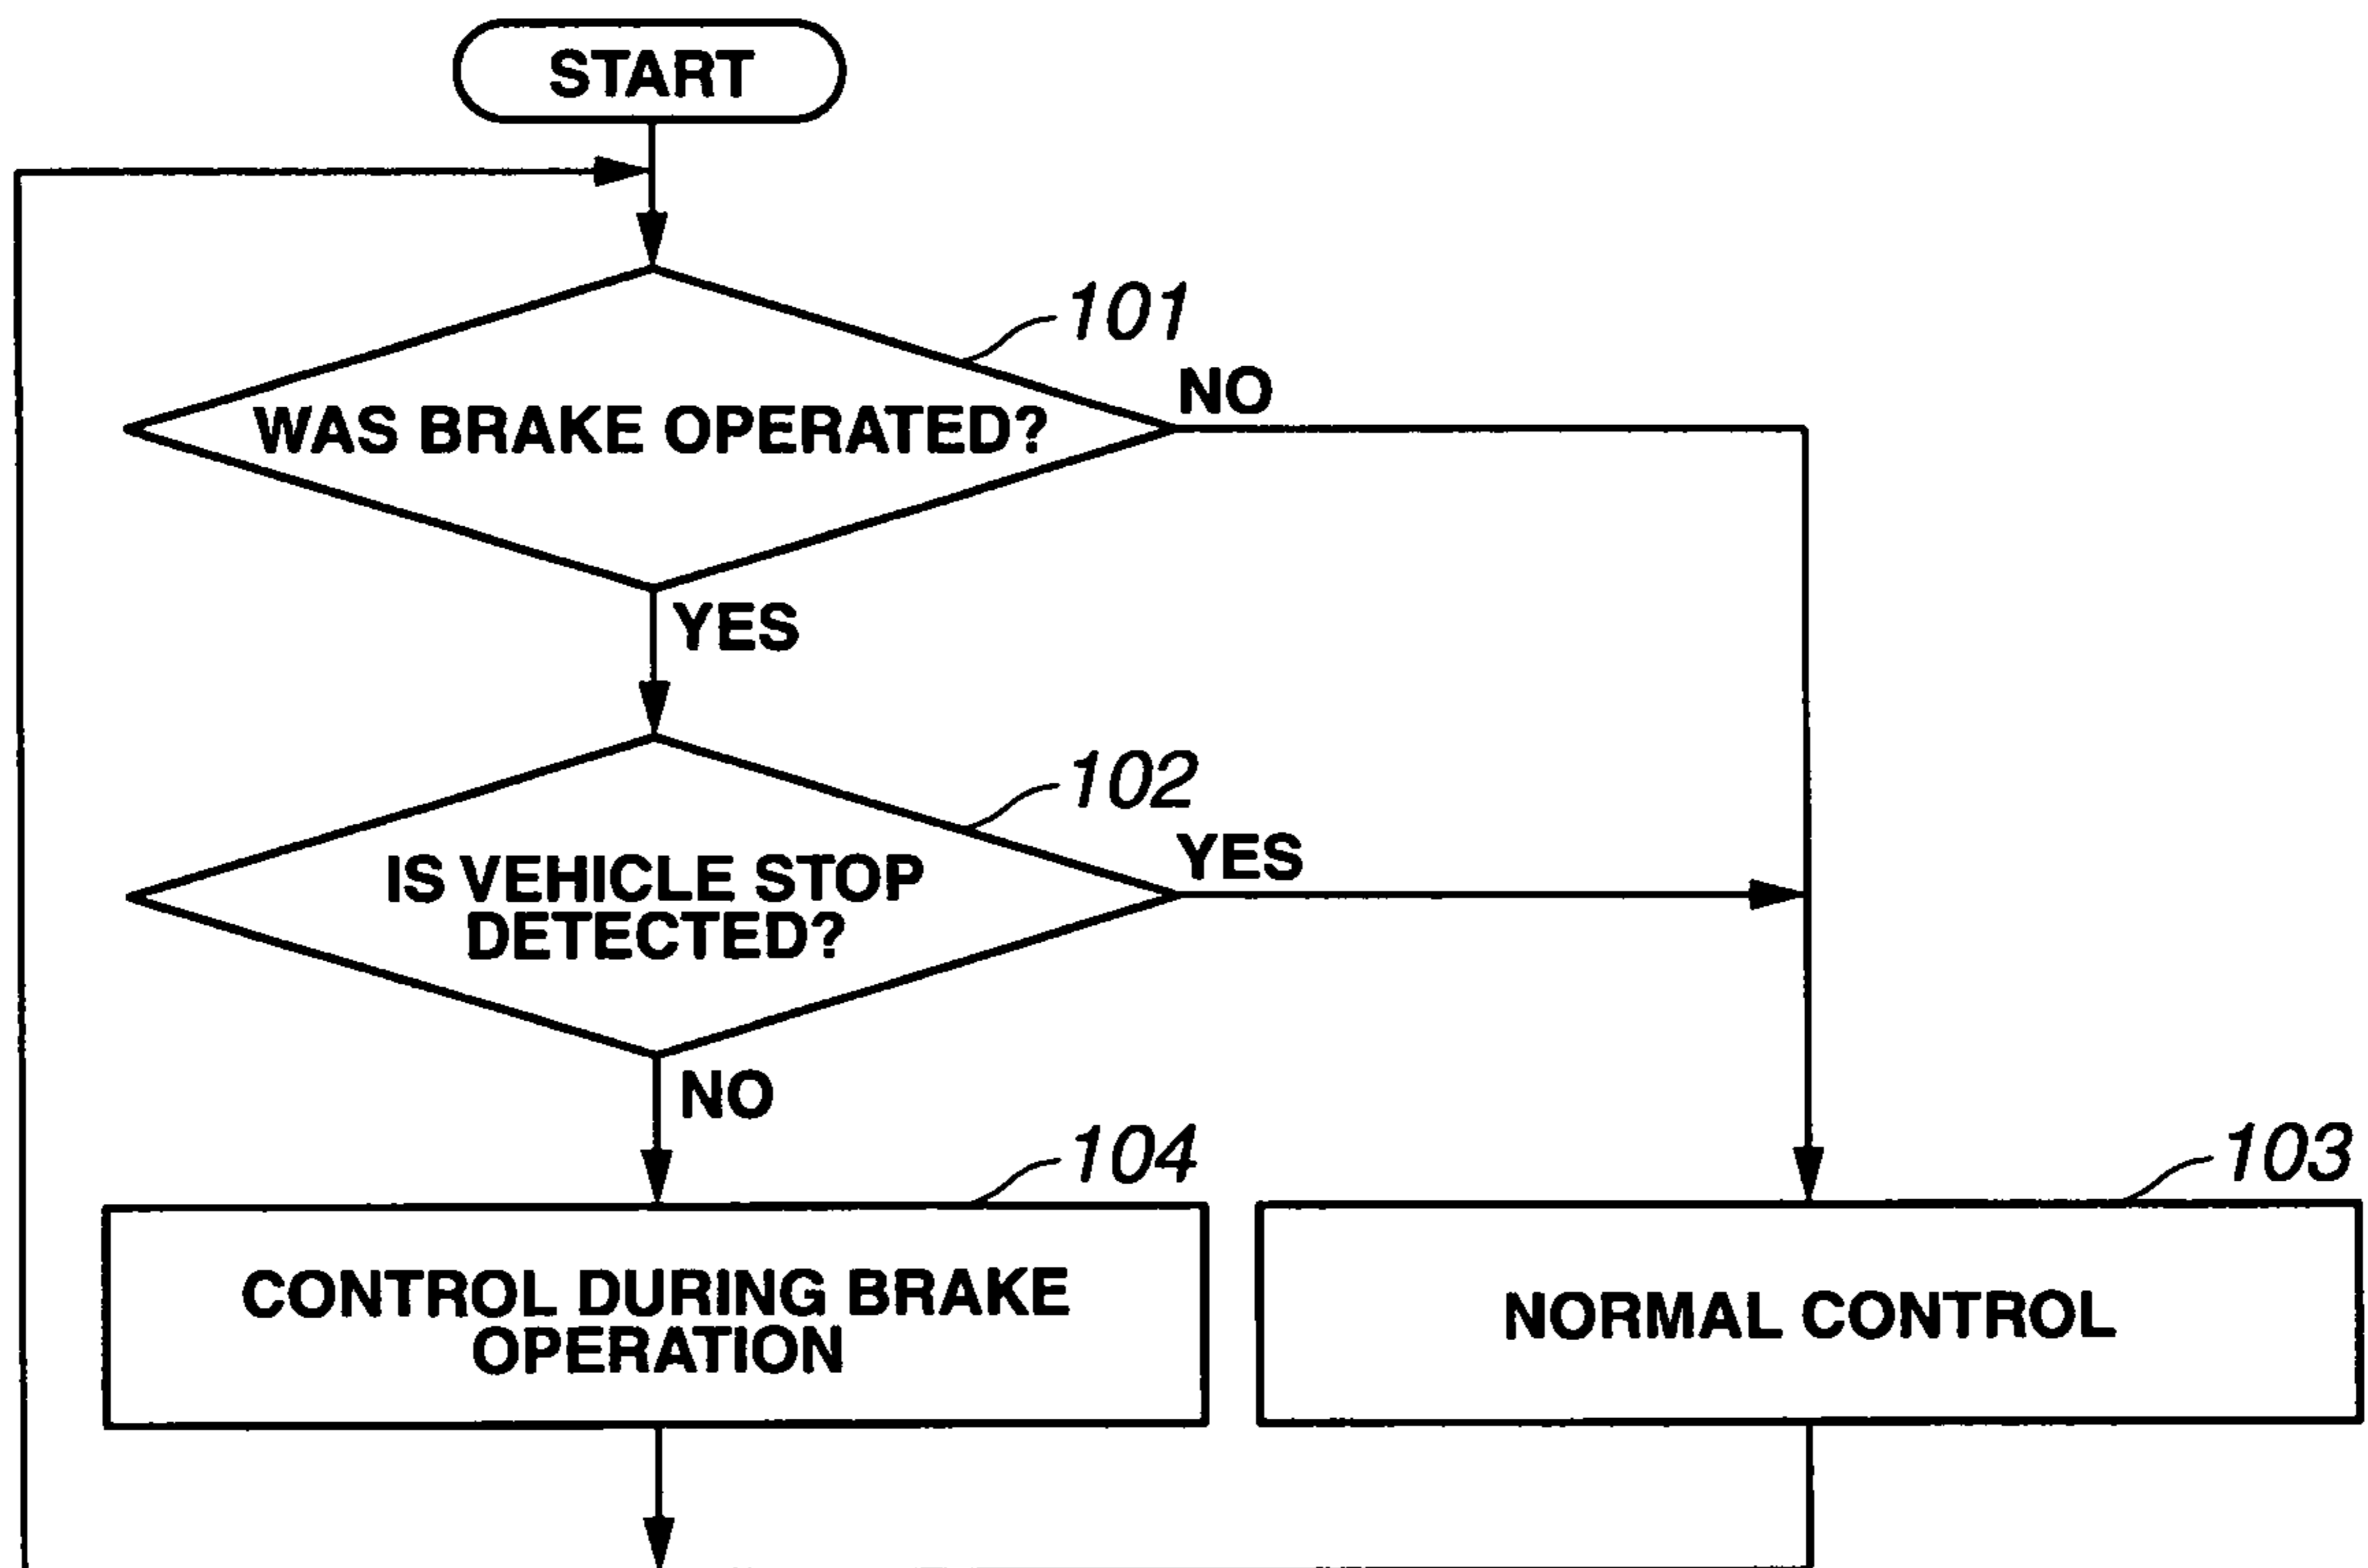 START
101
WAS BRAKE OPERATED?
NO
YES
102
IS VEHICLE STOP
DETECTED?
YES
NO
104
103
CONTROL DURING BRAKE
OPERATION
NORMAL CONTROL